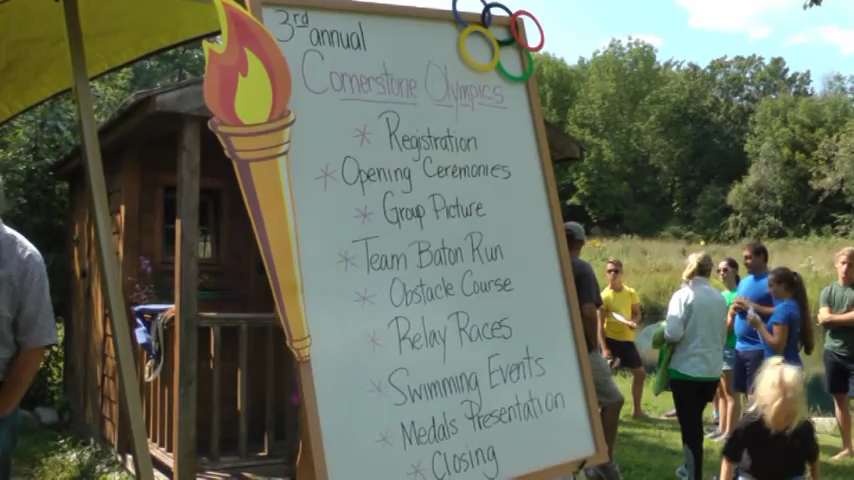 3rd annual
Cornerstone Olympics
* Registration
* Opening Ceremonies
* Group Picture
* Team Baton Run
* Obstacle Course
* Relay Races
* Swimming Events
* Medals Presentation
* Closing